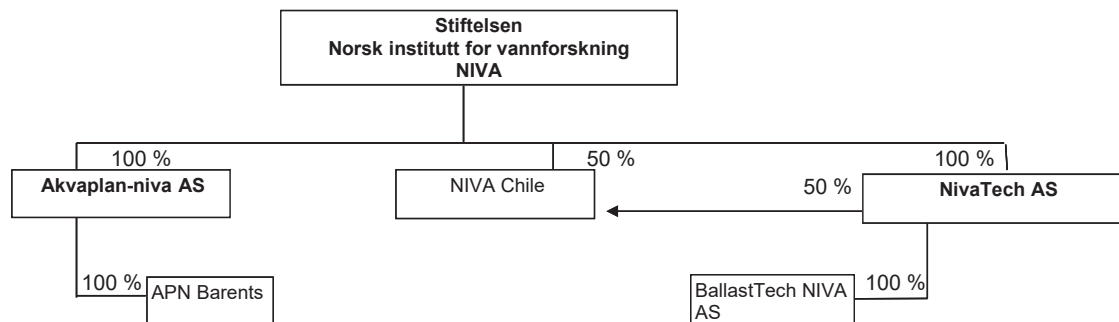 Stiftelsen
Norsk institutt for vannforskning
NIVA
100 %
50 %
100 %
Akvaplan-niva AS
NIVA Chile
50 %
NivaTech AS
100 %
APN Barents
BallastTech NIVA
AS
100 %